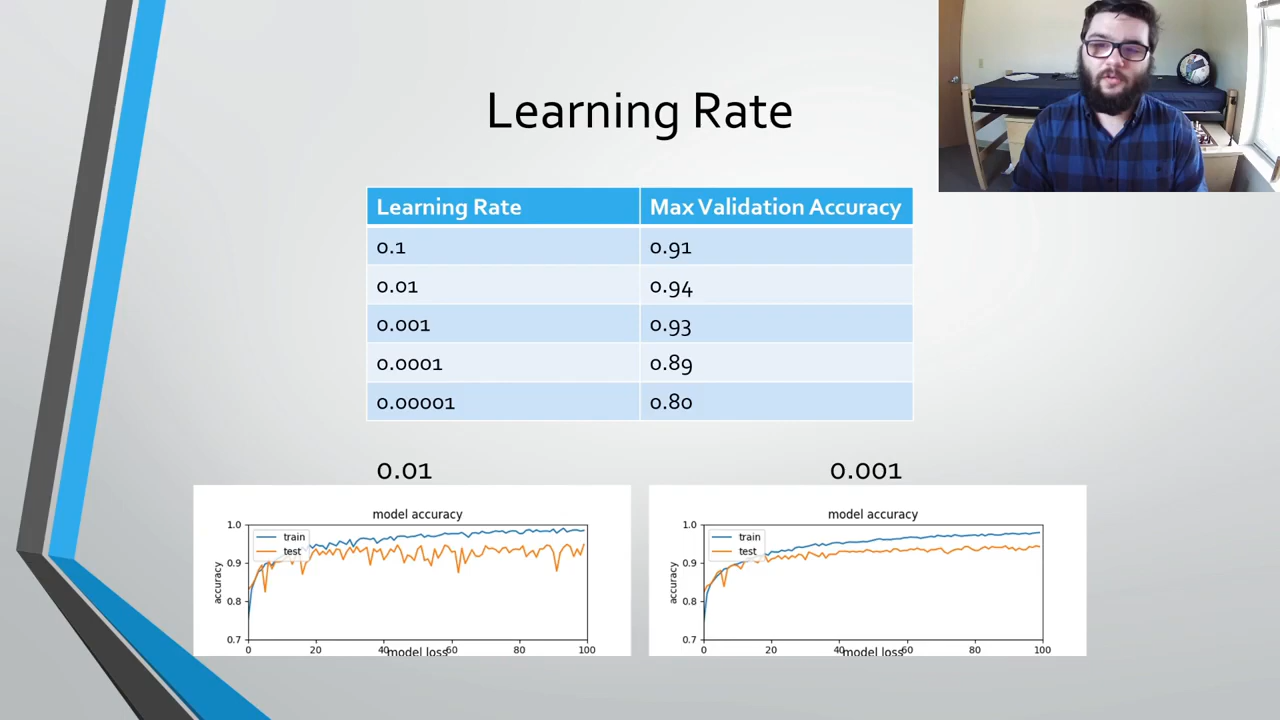 Learning Rate
Learning Rate Max Validation Accuracy
0.1 0.91
0.01 0.94
0.001 0.93
0.0001 0.89
0.00001 0.80
0.01 0.001
model accuracy
1.0
0.9
0.8
0.7
accuracy
train
test
0 20 40 60 80 100
model loss
model accuracy
1.0
0.9
0.8
0.7
accuracy
train
test
0 20 40 60 80 100
model loss